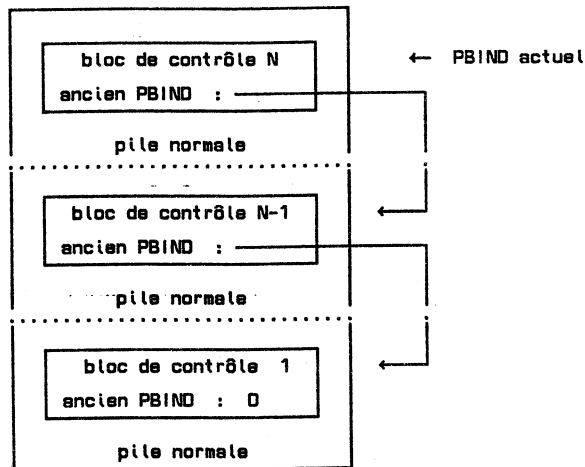 bloc de contrôle N ← PBIND actuel
ancien PBIND :
pile normale
bloc de contrôle N-1
ancien PBIND :
pile normale
bloc de contrôle 1
ancien PBIND : 0
pile normale